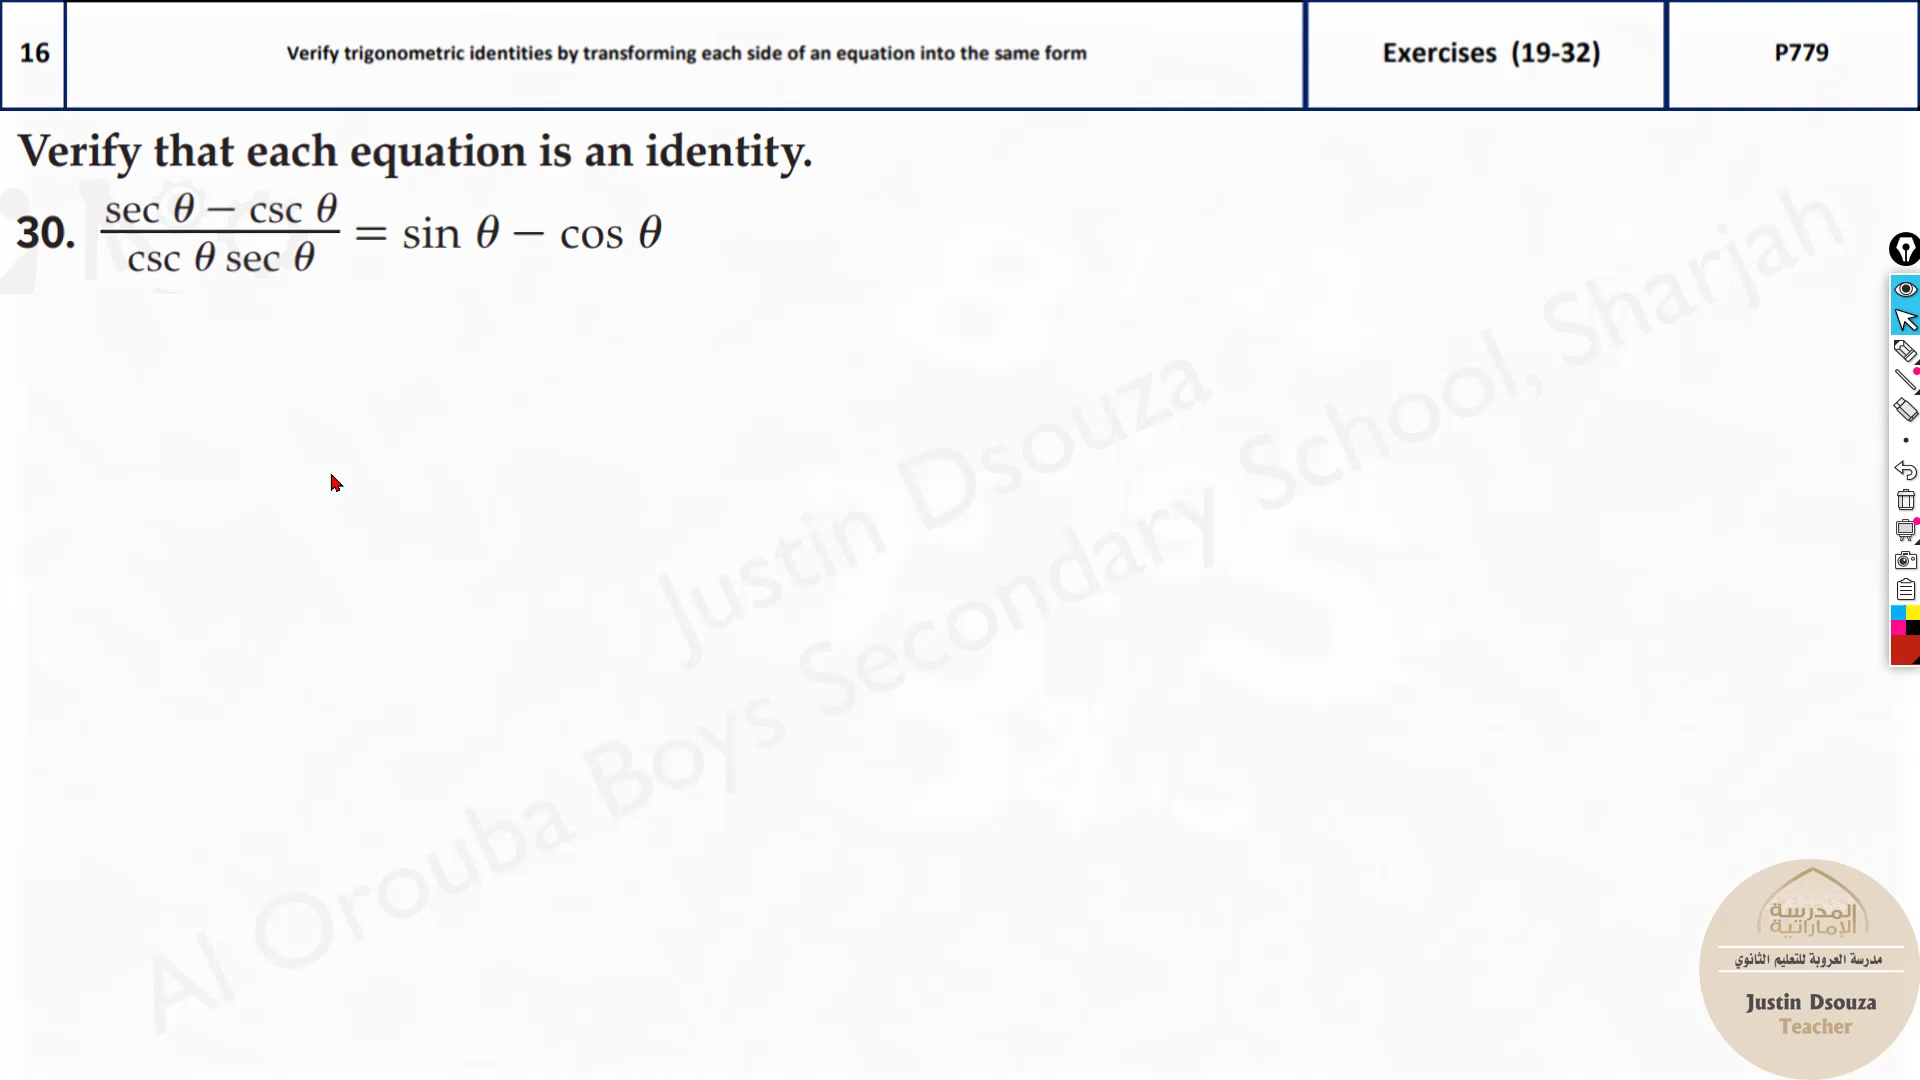 16
Verify trigonometric identities by transforming each side of an equation into the same form
Exercises (19-32)
P779
Verify that each equation is an identity.
30. \frac{sec θ − csc θ}{csc θ sec θ} = sin θ − cos θ
Justin Dsouza
Al Orouba Boys Secondary School, Sharjah
المدرسة
الإماراتية
مدرسة العروبة للتعليم الثانوي
Justin Dsouza
Teacher